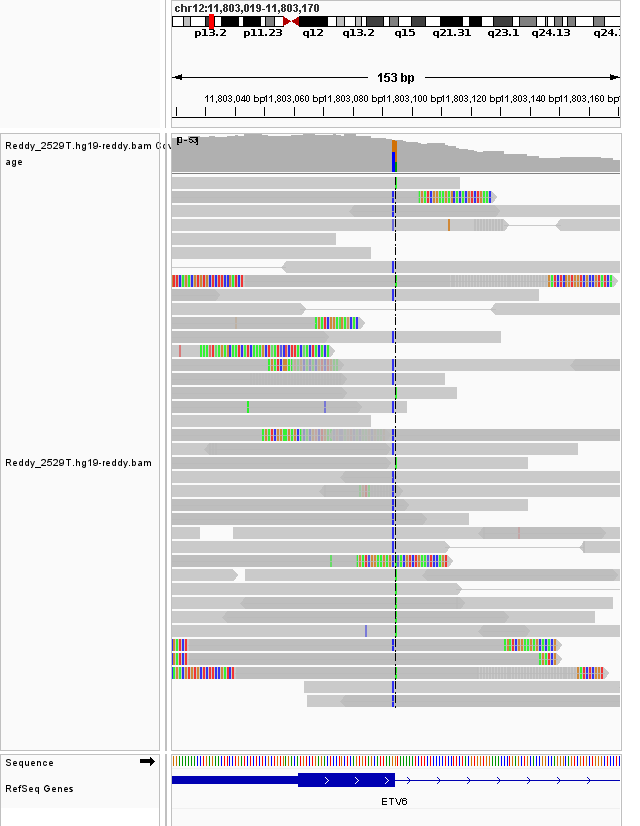 chr12:11,803,019-11,803,170
p13.2 p11.23 q12 q13.2 q15 q21.31 q23.1 q24.13 q24.
153 bp
11,803,040 bp 11,803,060 bp 11,803,080 bp 11,803,100 bp 11,803,120 bp 11,803,140 bp 11,803,160 bp
Reddy_2529T.hg19-reddy.bam Cov
age
Reddy_2529T.hg19-reddy.bam
Sequence
RefSeq Genes
ETV6